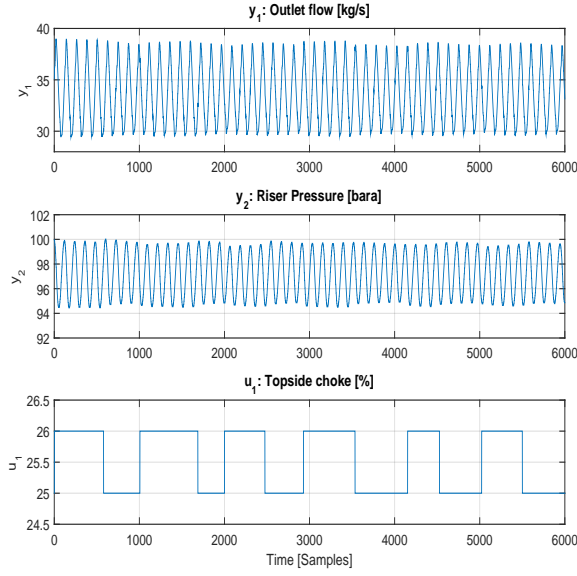 y1: Outlet flow [kg/s]
40
35
30
y1
0 1000 2000 3000 4000 5000 6000
y2: Riser Pressure [bara]
102
100
98
96
94
92
y2
0 1000 2000 3000 4000 5000 6000
u1: Topside choke [%]
26.5
26
25.5
25
24.5
u1
0 1000 2000 3000 4000 5000 6000
Time [Samples]